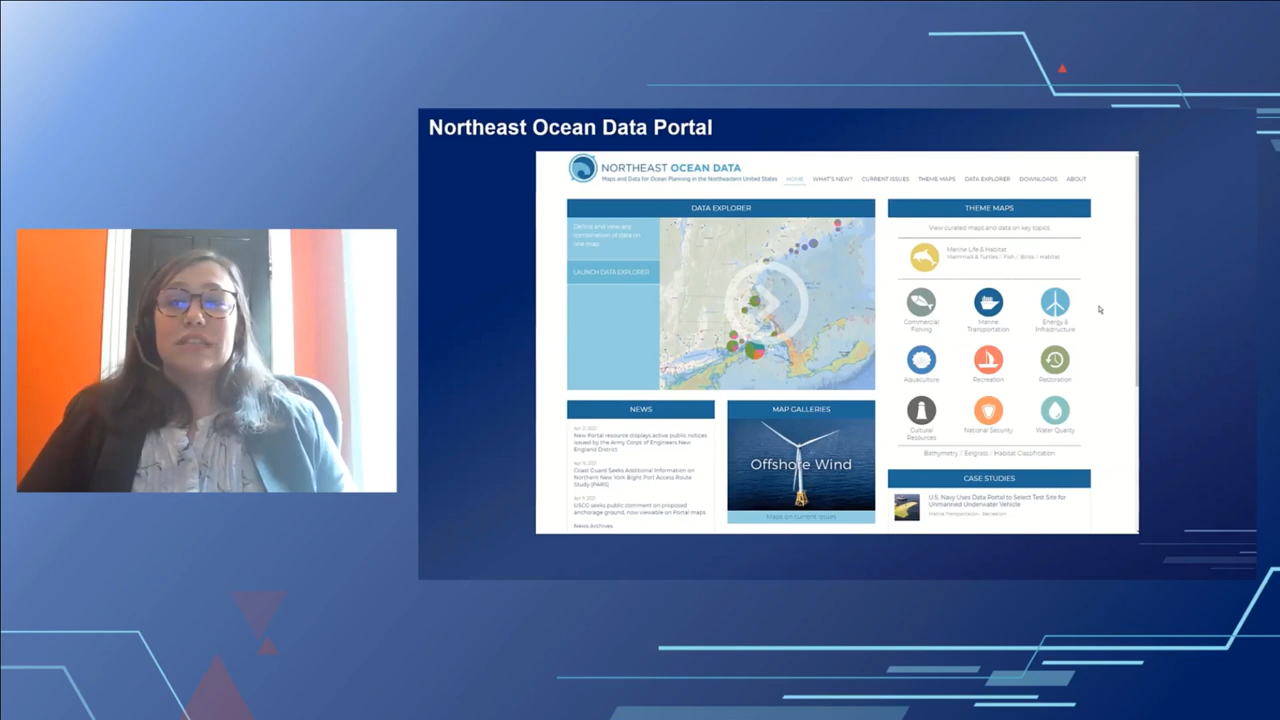 Northeast Ocean Data Portal
NORTHEAST OCEAN DATA
Maps and Data for Ocean Planning in the Northeastern United States
HOME WHAT'S NEW? CURRENT ISSUES THEME MAPS DATA EXPLORER DOWNLOADS ABOUT
DATA EXPLORER
Define and view any
combination of data on
one map.
LAUNCH DATA EXPLORER
THEME MAPS
View curated maps and data on key topics
Marine Life & Habitat
Mammals & Turtles / Fish / Birds / Habitat
Commercial
Fishing
Marine
Transportation
Energy &
Infrastructure
Aquaculture
Recreation
Restoration
Cultural
Resources
National Security
Water Quality
Bathymetry / Eelgrass / Habitat Classification
NEWS
New Portal resource displays active public notices
issued by the Army Corps of Engineers New
England District
Coast Guard Seeks Additional Information on
Northern New York Bight Port Access Route
Study (PARS)
USCG seeks public comment on proposed
anchorage ground, now viewable on Portal maps
News Archives
MAP GALLERIES
Offshore Wind
Maps on current issues
CASE STUDIES
U.S. Navy Uses Data Portal to Select Test Site for
Unmanned Underwater Vehicle
Marine Transportation - Recreation